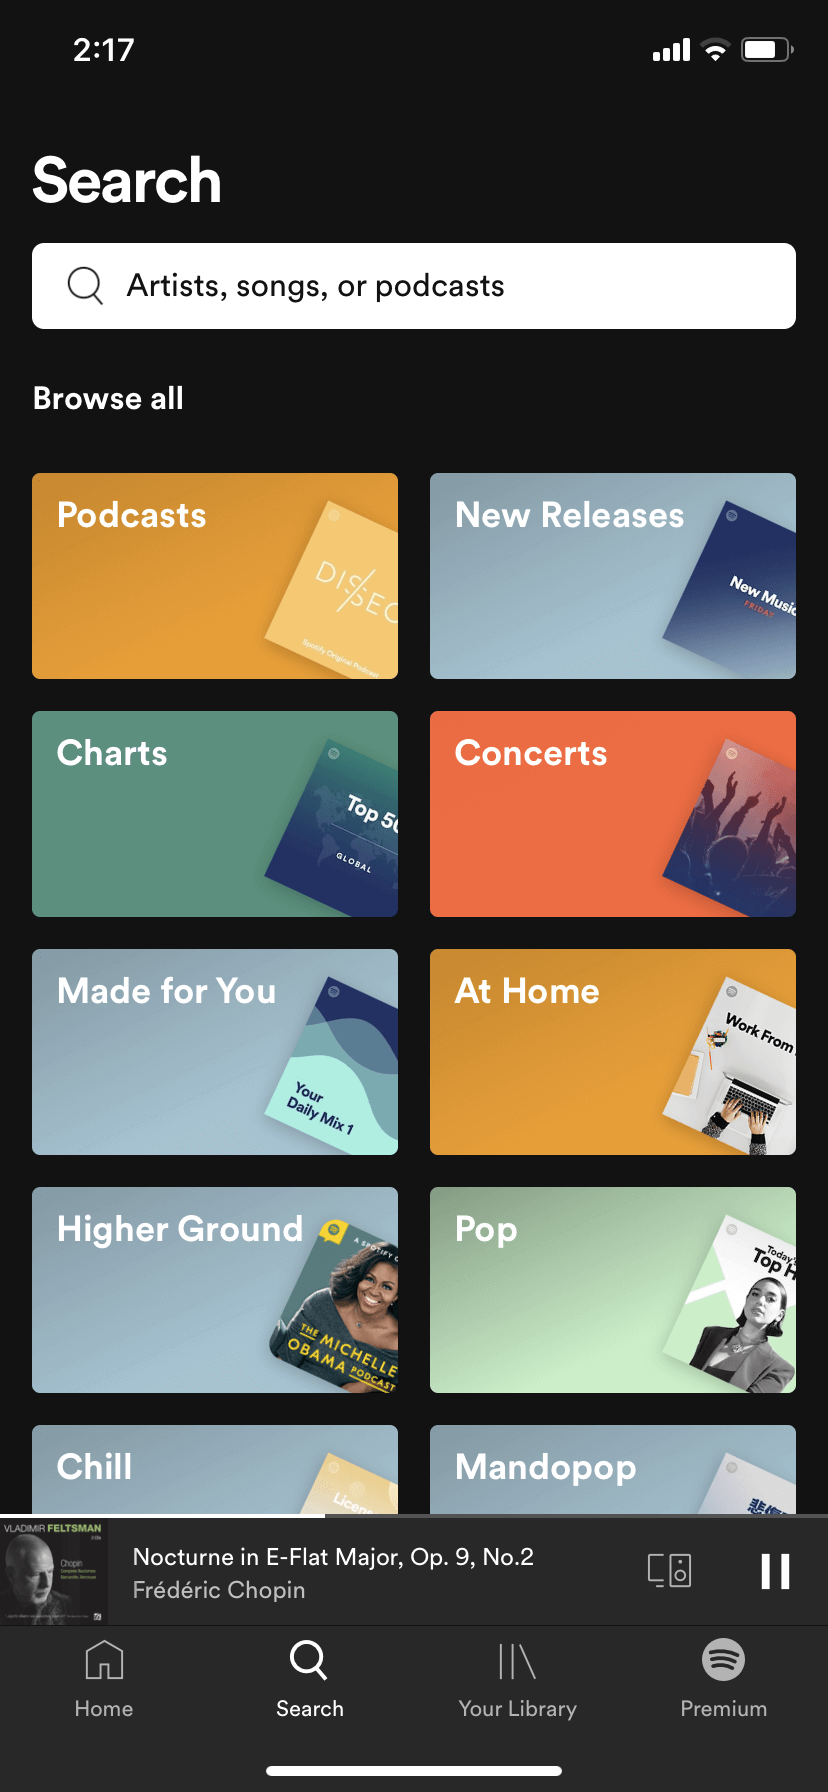 2:17
Search
Artists, songs, or podcasts
Browse all
Podcasts
DISSEC
Spotify Original Podcast
New Releases
New Music
FRIDAY
Charts
Top 50
GLOBAL
Concerts
Made for You
Your
Daily Mix 1
At Home
Work From
Higher Ground
A SPOTIFY
THE MICHELLE
OBAMA PODCAST
Pop
Today's
Top H
Chill
Mandopop
VLADIMIR FELTSMAN
Chopin
Nocturne in E-Flat Major, Op. 9, No.2
Frédéric Chopin
Home
Search
Your Library
Premium